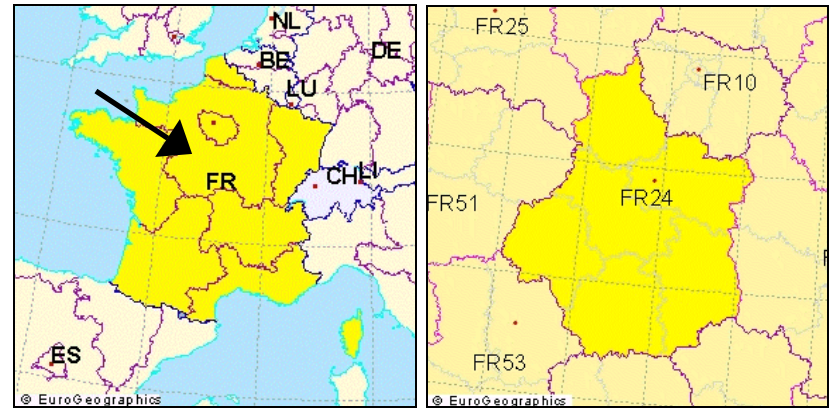 NL
BE
DE
LU
CH
LI
FR
ES
© EuroGeographics
FR25
FR10
FR24
FR51
FR53
© EuroGeographics